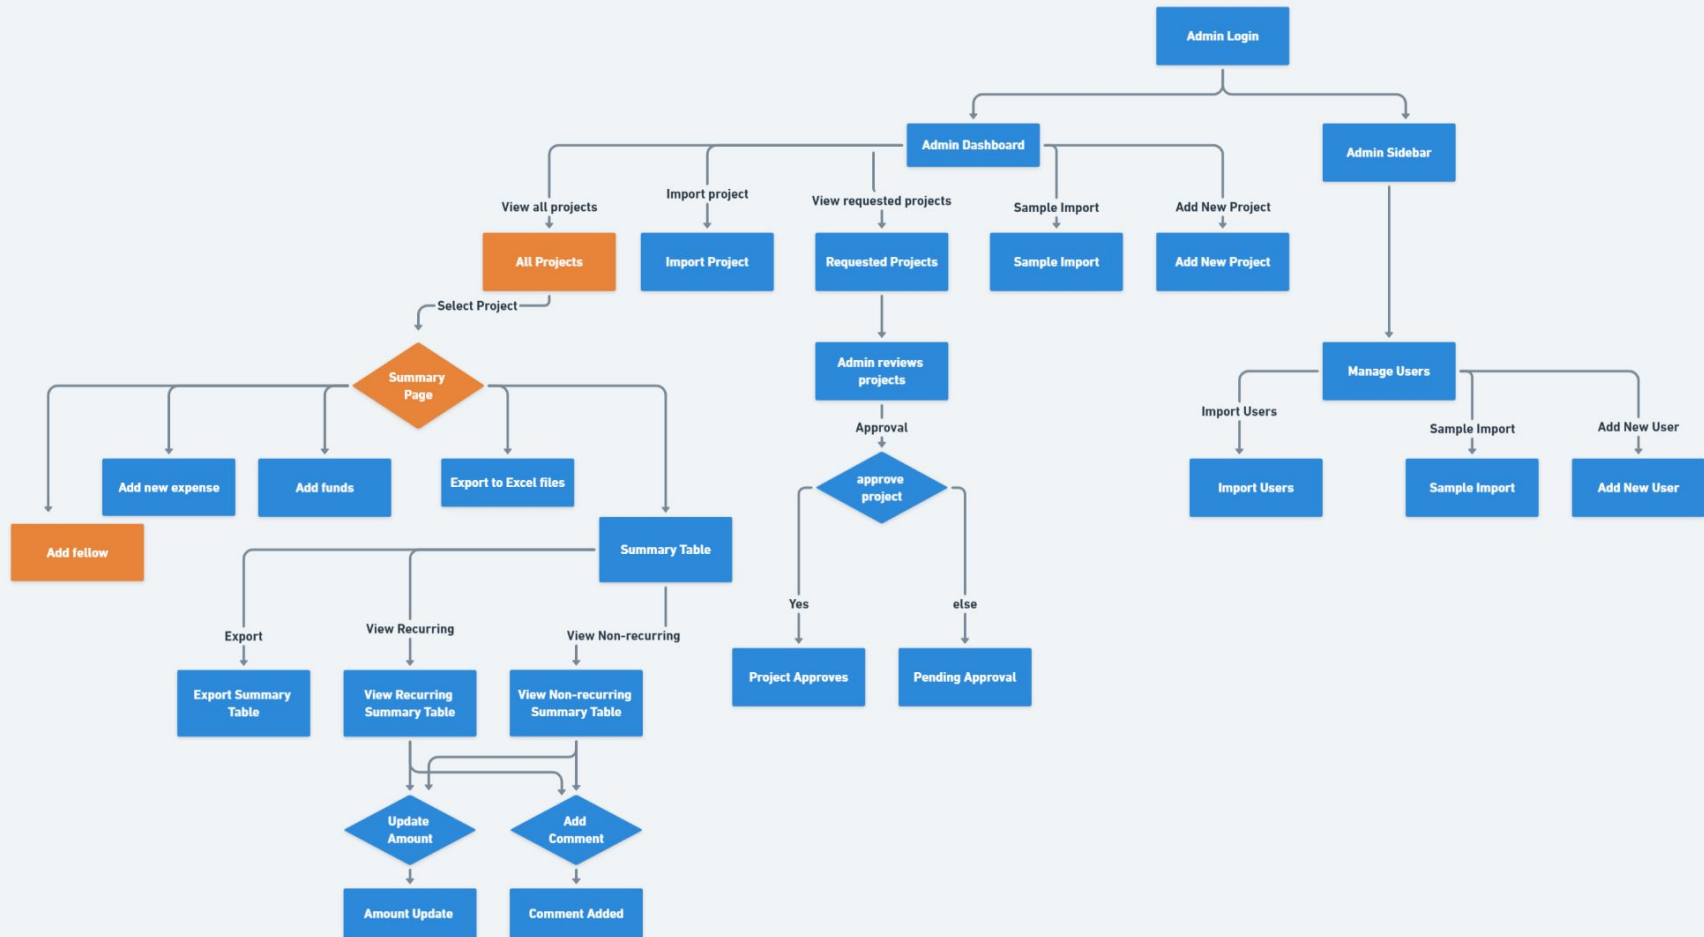 Admin Login
Admin Dashboard
Admin Sidebar
View all projects
Import project
View requested projects
Sample Import
Add New Project
All Projects
Import Project
Requested Projects
Sample Import
Add New Project
Select Project
Summary
Page
Admin reviews
projects
Manage Users
Approval
Import Users
Sample Import
Add New User
Add new expense
Add funds
Export to Excel files
approve
project
Import Users
Sample Import
Add New User
Add fellow
Summary Table
Yes
else
Export
View Recurring
View Non-recurring
Project Approves
Pending Approval
Export Summary
Table
View Recurring
Summary Table
View Non-recurring
Summary Table
Update
Amount
Add
Comment
Amount Update
Comment Added